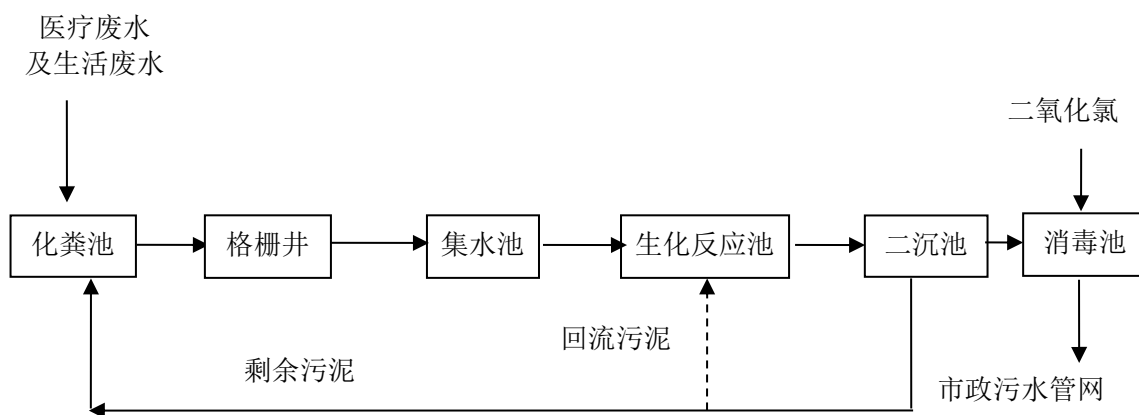 医疗废水
及生活废水
二氧化氯
化粪池
格栅井
集水池
生化反应池
二沉池
消毒池
回流污泥
剩余污泥
市政污水管网